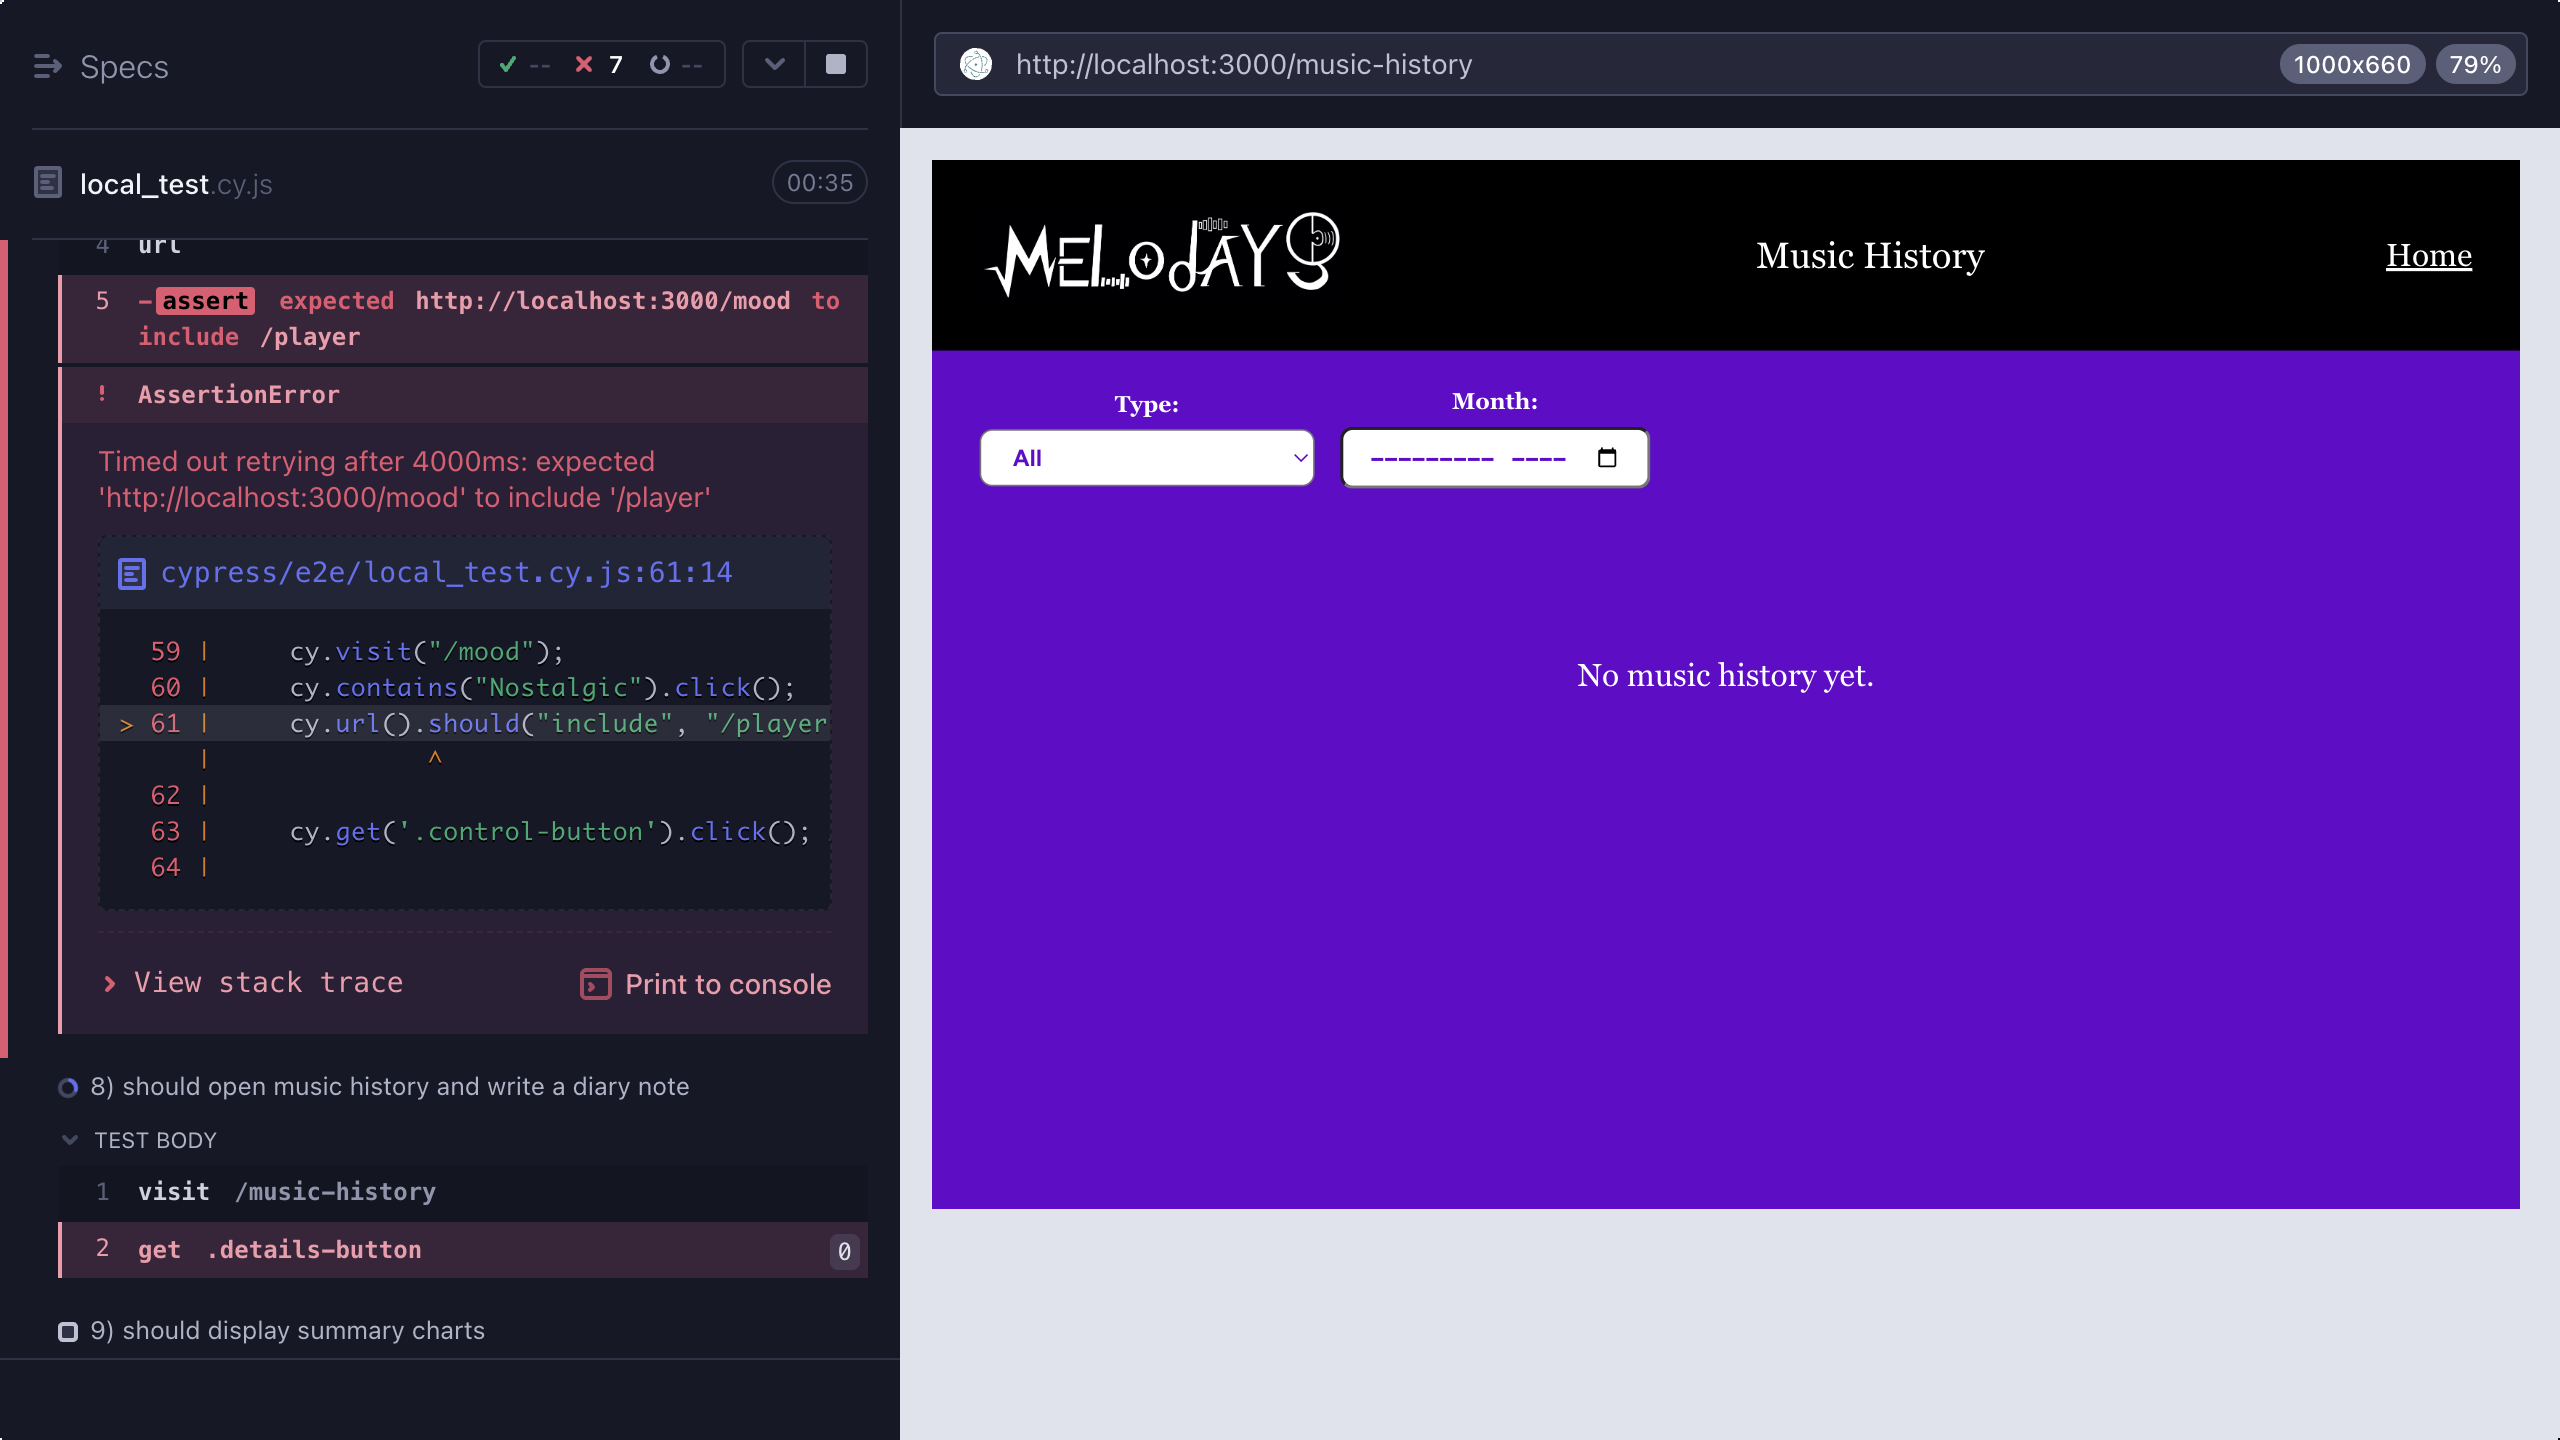 Specs
-- 7 --
local_test.cy.js
00:35
4 url
5 -assert expected http://localhost:3000/mood to
include /player
! AssertionError
Timed out retrying after 4000ms: expected
'http://localhost:3000/mood' to include '/player'
cypress/e2e/local_test.cy.js:61:14
59 | cy.visit("/mood");
60 | cy.contains("Nostalgic").click();
> 61 | cy.url().should("include", "/player
| ^
62 |
63 | cy.get('.control-button').click();
64 |
View stack trace
Print to console
8) should open music history and write a diary note
TEST BODY
1 visit /music-history
2 get .details-button 0
9) should display summary charts
http://localhost:3000/music-history
1000x660
79%
MELODAY
Music History
Home
Type:
All
Month:
--------- ----
No music history yet.